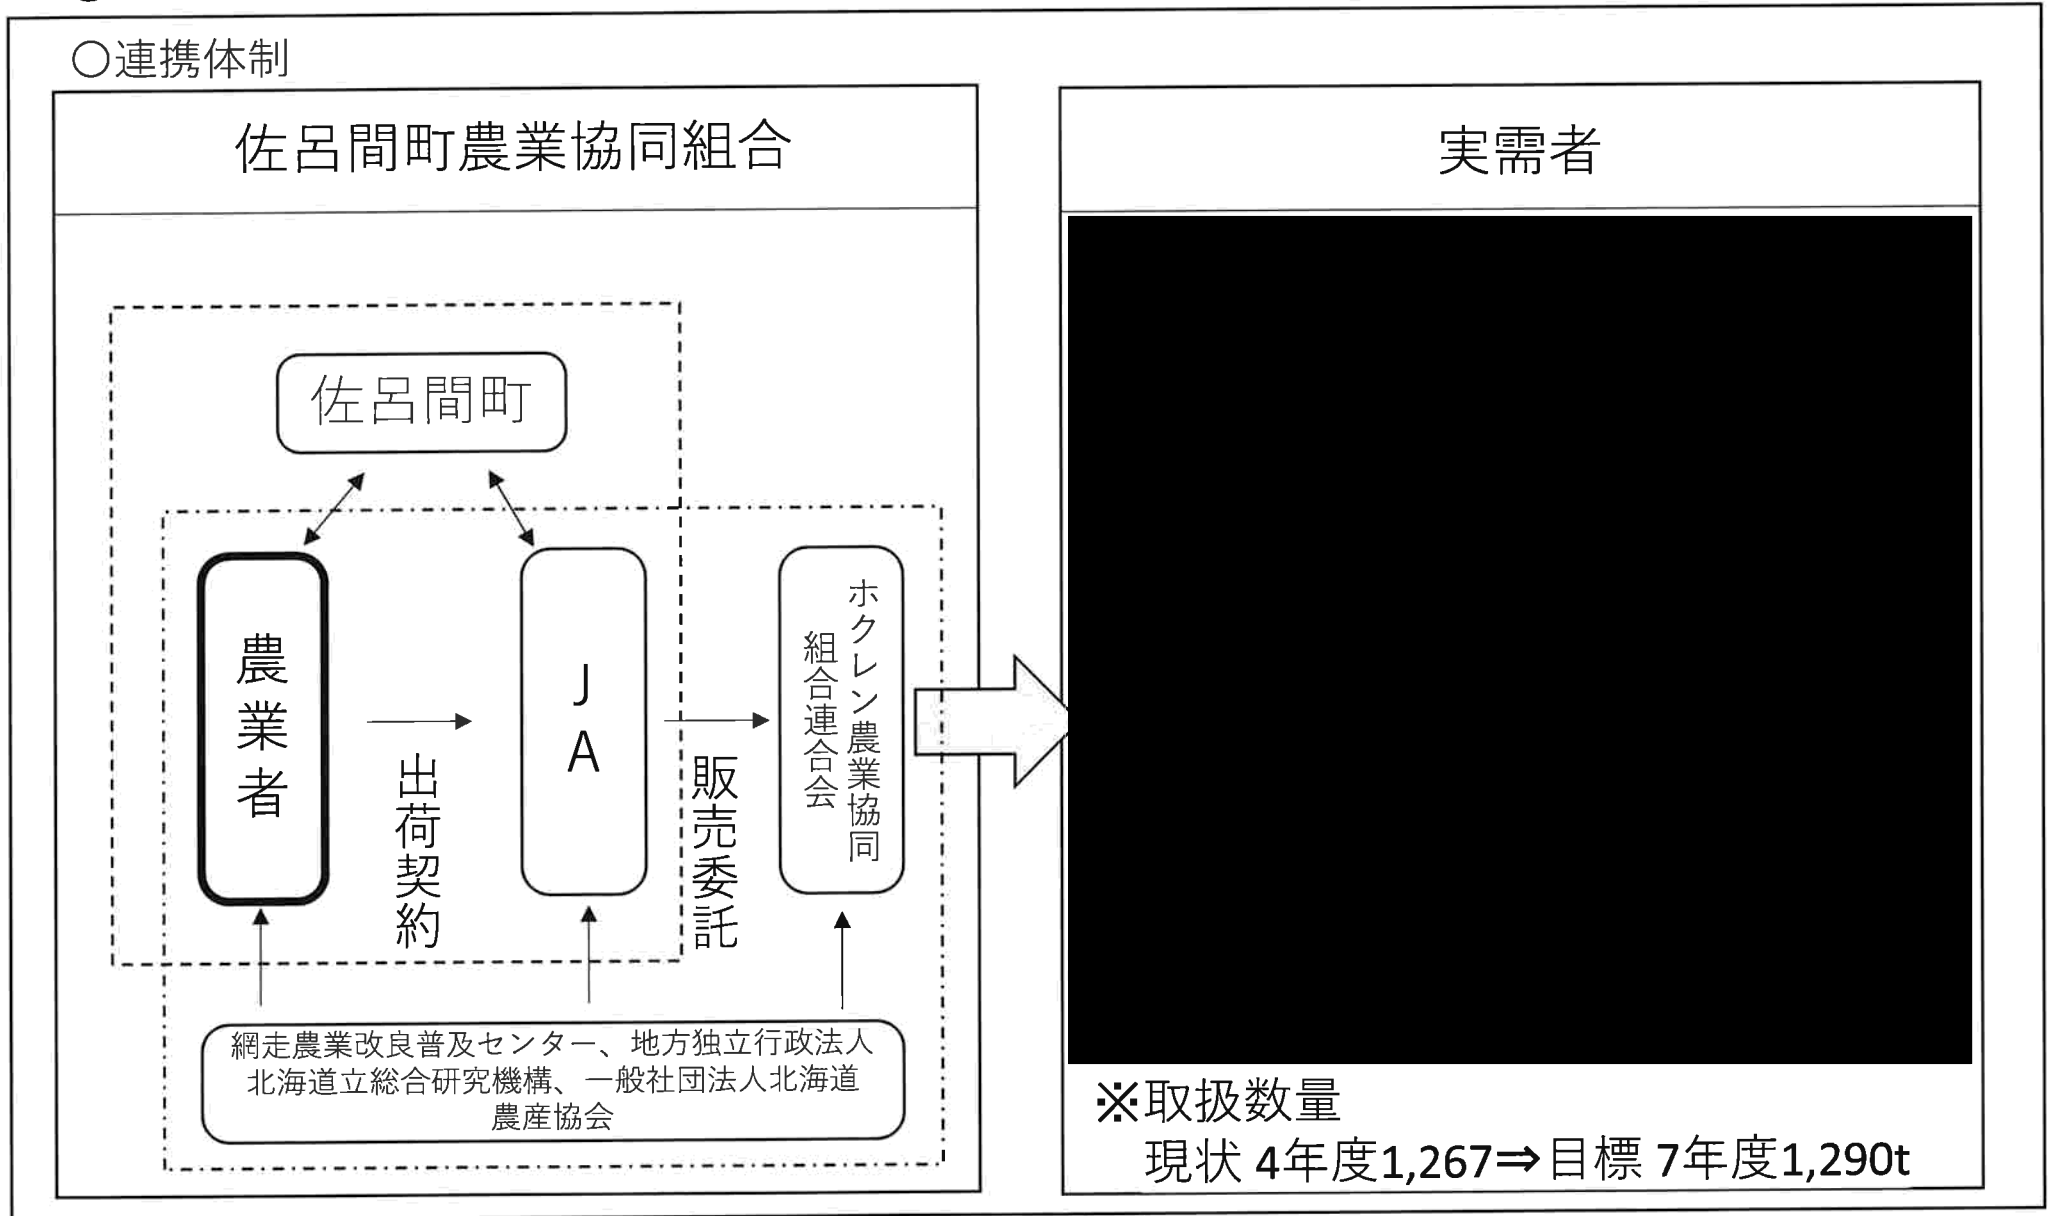 ○連携体制
佐呂間町農業協同組合
佐呂間町
農業者
出荷契約
JA
販売委託
ホクレン農業協同
組合連合会
網走農業改良普及センター、地方独立行政法人
北海道立総合研究機構、一般社団法人北海道
農産協会
実需者
※取扱数量
現状 4年度1,267⇒目標 7年度1,290t